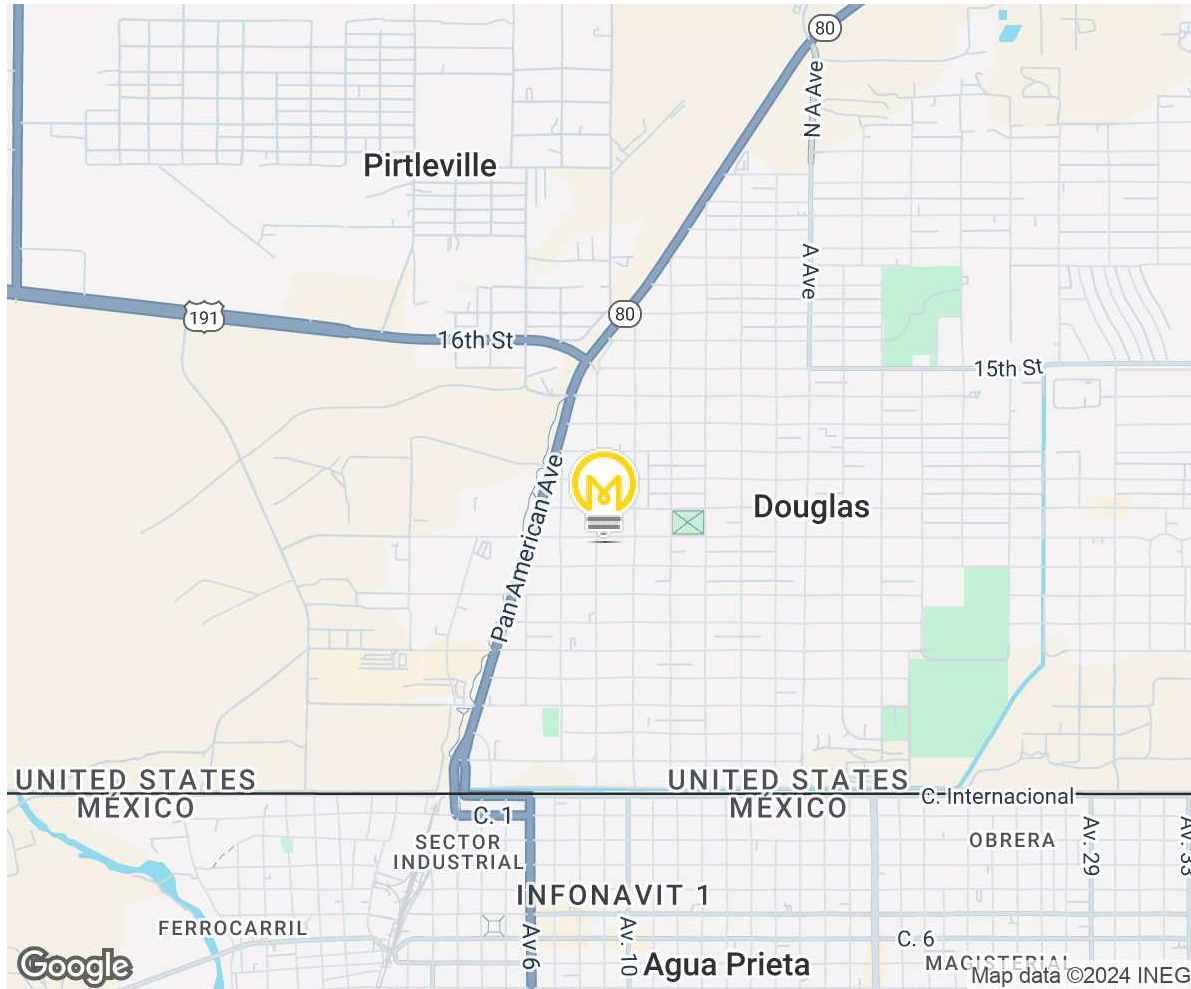 80
N A Ave
Pirtleville
A Ave
191
80
16th St
15th St
Pan American Ave
Douglas
UNITED STATES
MÉXICO
UNITED STATES
MÉXICO
C. Internacional
C. 1
SECTOR
INDUSTRIAL
OBRERA
Av. 29
Av. 33
INFONAVIT 1
FERROCARRIL
Av. 6
Av. 10
C. 6
Agua Prieta
MAGISTERIAL
Google
Map data ©2024 INEG